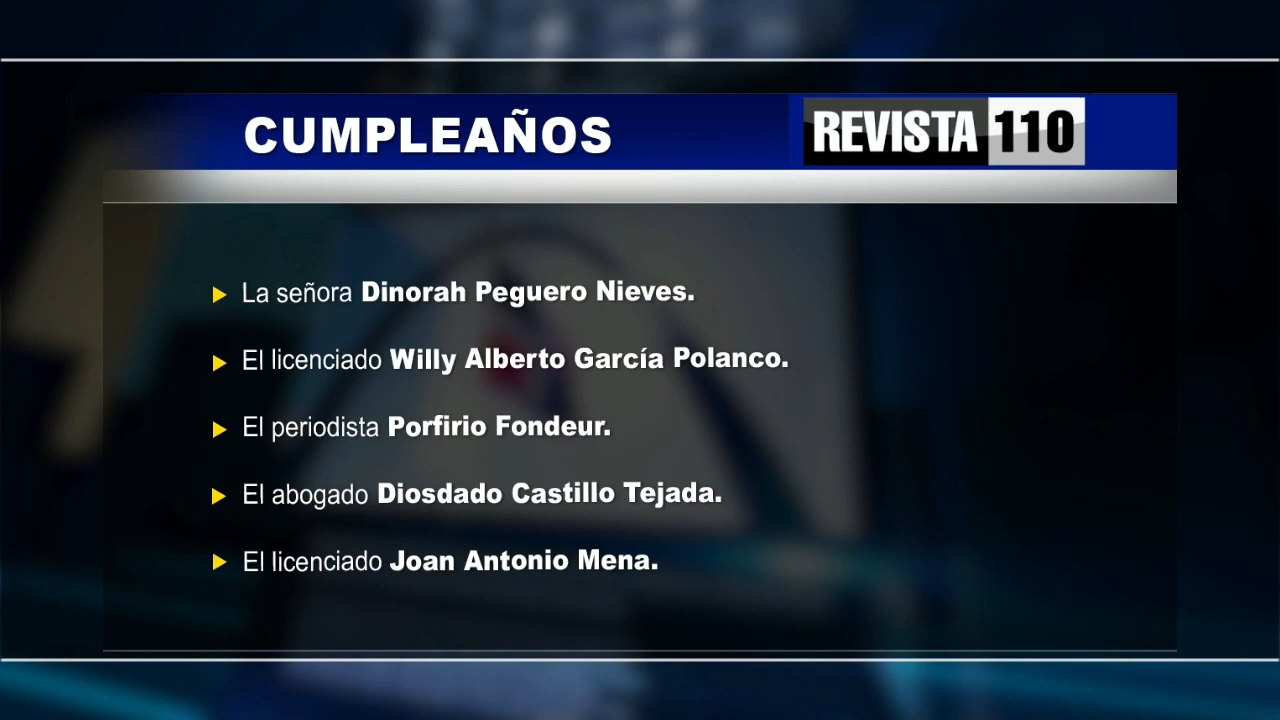 CUMPLEAÑOS
REVISTA 110
La señora Dinorah Peguero Nieves.
El licenciado Willy Alberto García Polanco.
El periodista Porfirio Fondeur.
El abogado Diosdado Castillo Tejada.
El licenciado Joan Antonio Mena.